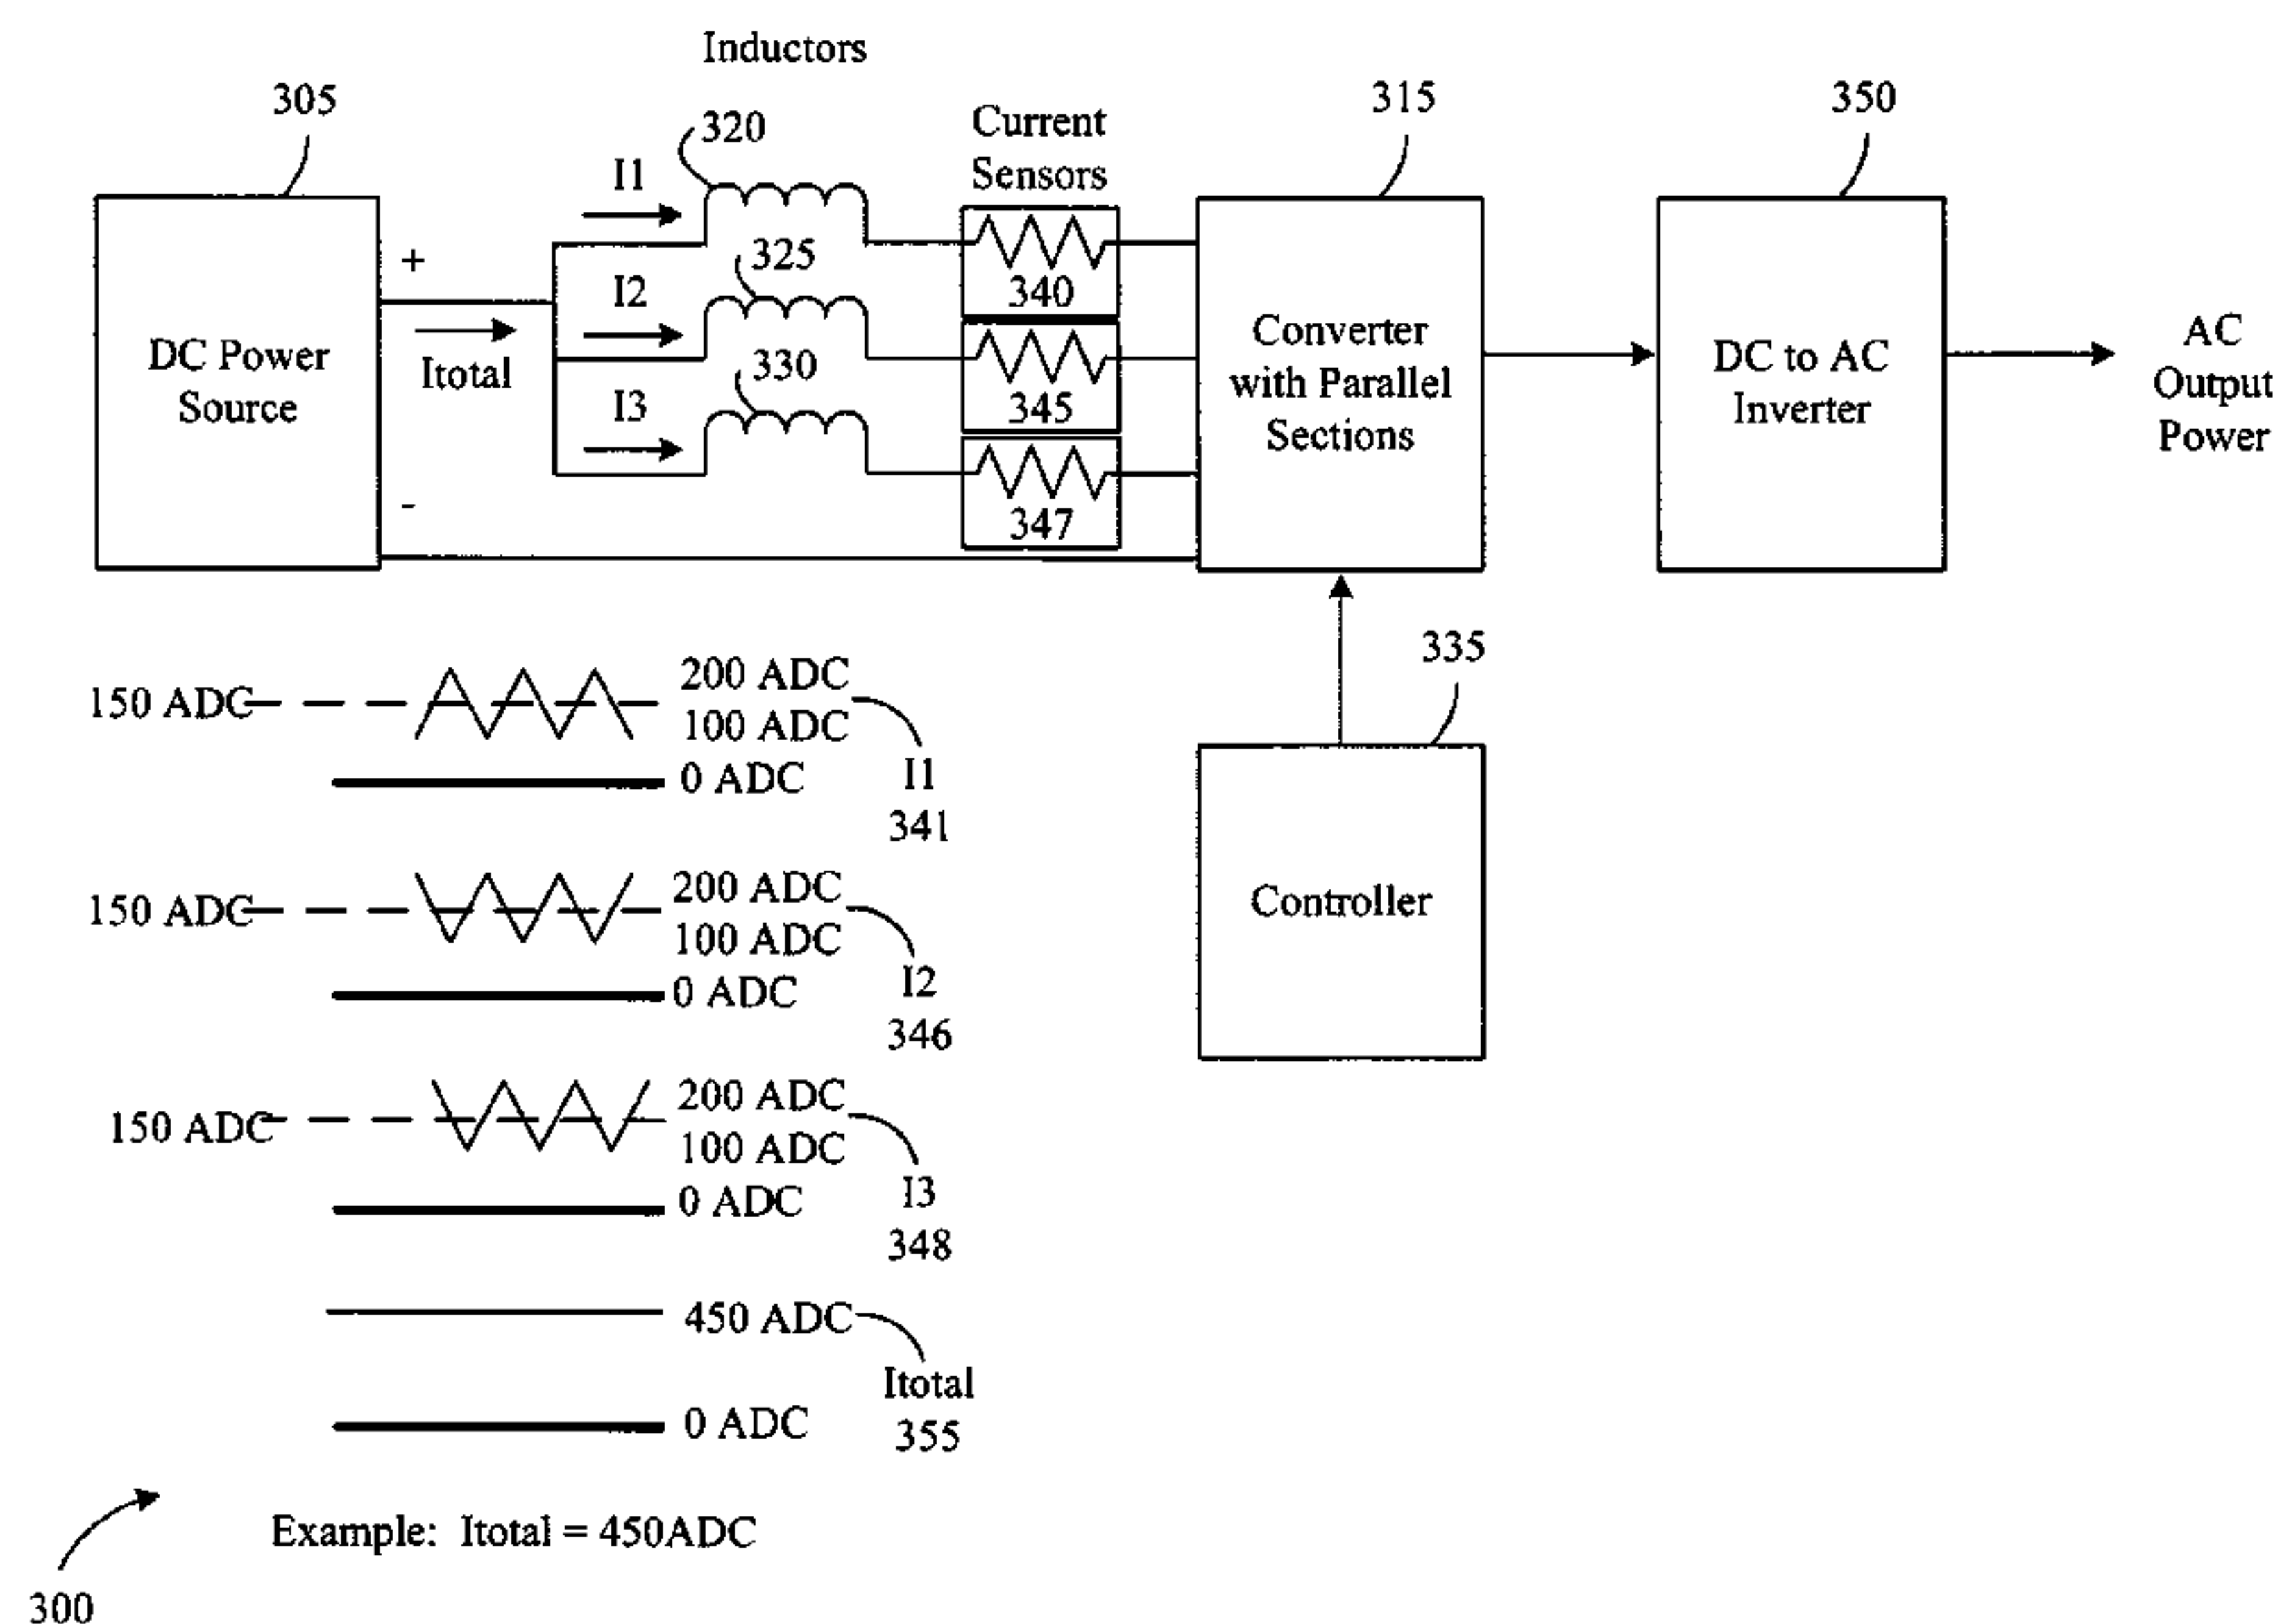 Inductors
305
320
Current
Sensors
315
350
I1
325
340
+
I2
Itotal
330
345
I3
347
-
DC Power
Source
Converter
with Parallel
Sections
DC to AC
Inverter
AC
Output
Power
335
Controller
150 ADC
200 ADC
100 ADC
0 ADC
I1
341
150 ADC
200 ADC
100 ADC
0 ADC
I2
346
150 ADC
200 ADC
100 ADC
0 ADC
I3
348
450 ADC
Itotal
355
0 ADC
Example: Itotal = 450ADC
300